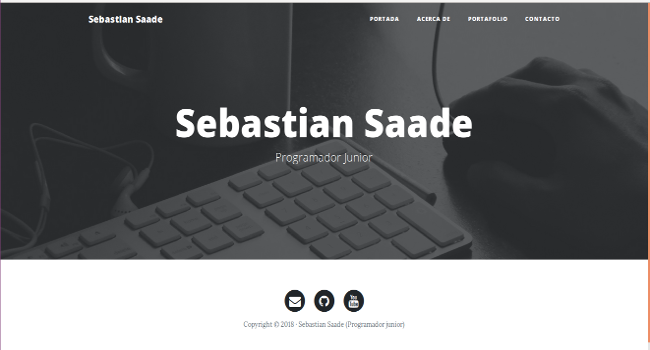 Sebastian Saade
PORTADA ACERCA DE PORTAFOLIO CONTACTO
Sebastian Saade
Programador Junior
You Tube
Copyright © 2018 · Sebastian Saade (Programador junior)